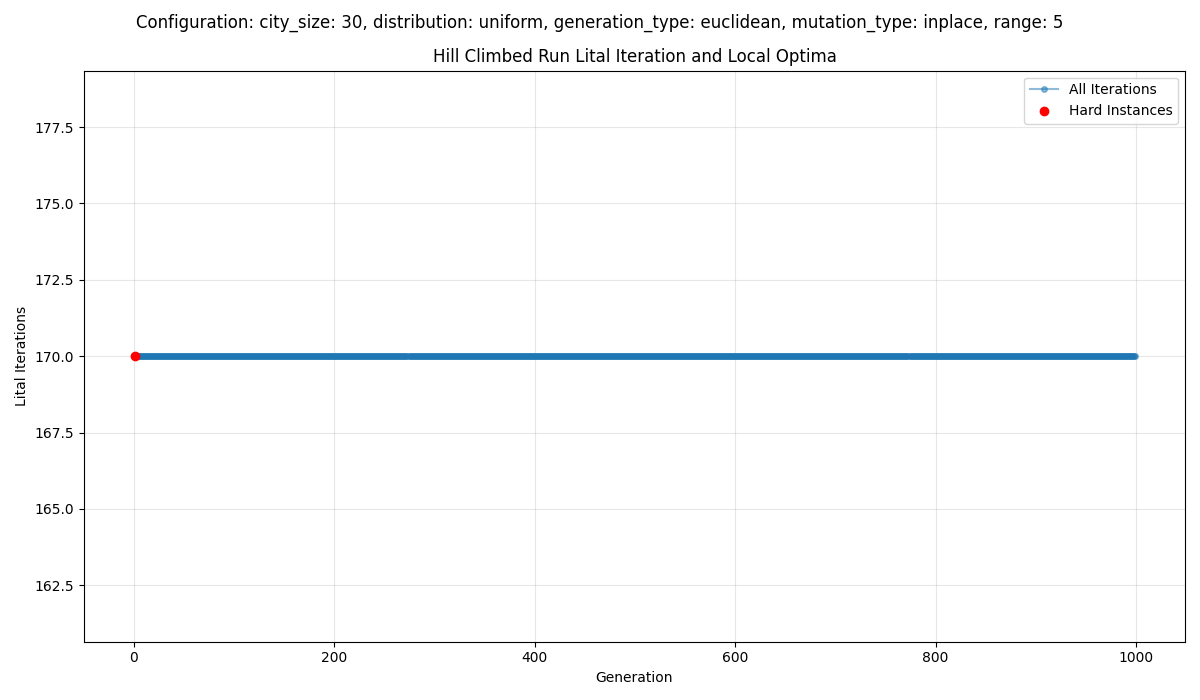 Configuration: city_size: 30, distribution: uniform, generation_type: euclidean, mutation_type: inplace, range: 5
Hill Climbed Run Lital Iteration and Local Optima
All Iterations
Hard Instances
177.5
175.0
172.5
170.0
167.5
165.0
162.5
Lital Iterations
0 200 400 600 800 1000
Generation